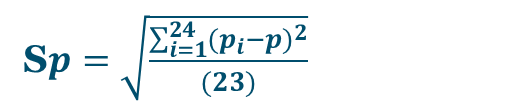 Sp = √(∑_{i=1}^{24}(p_i−p)²/(23))